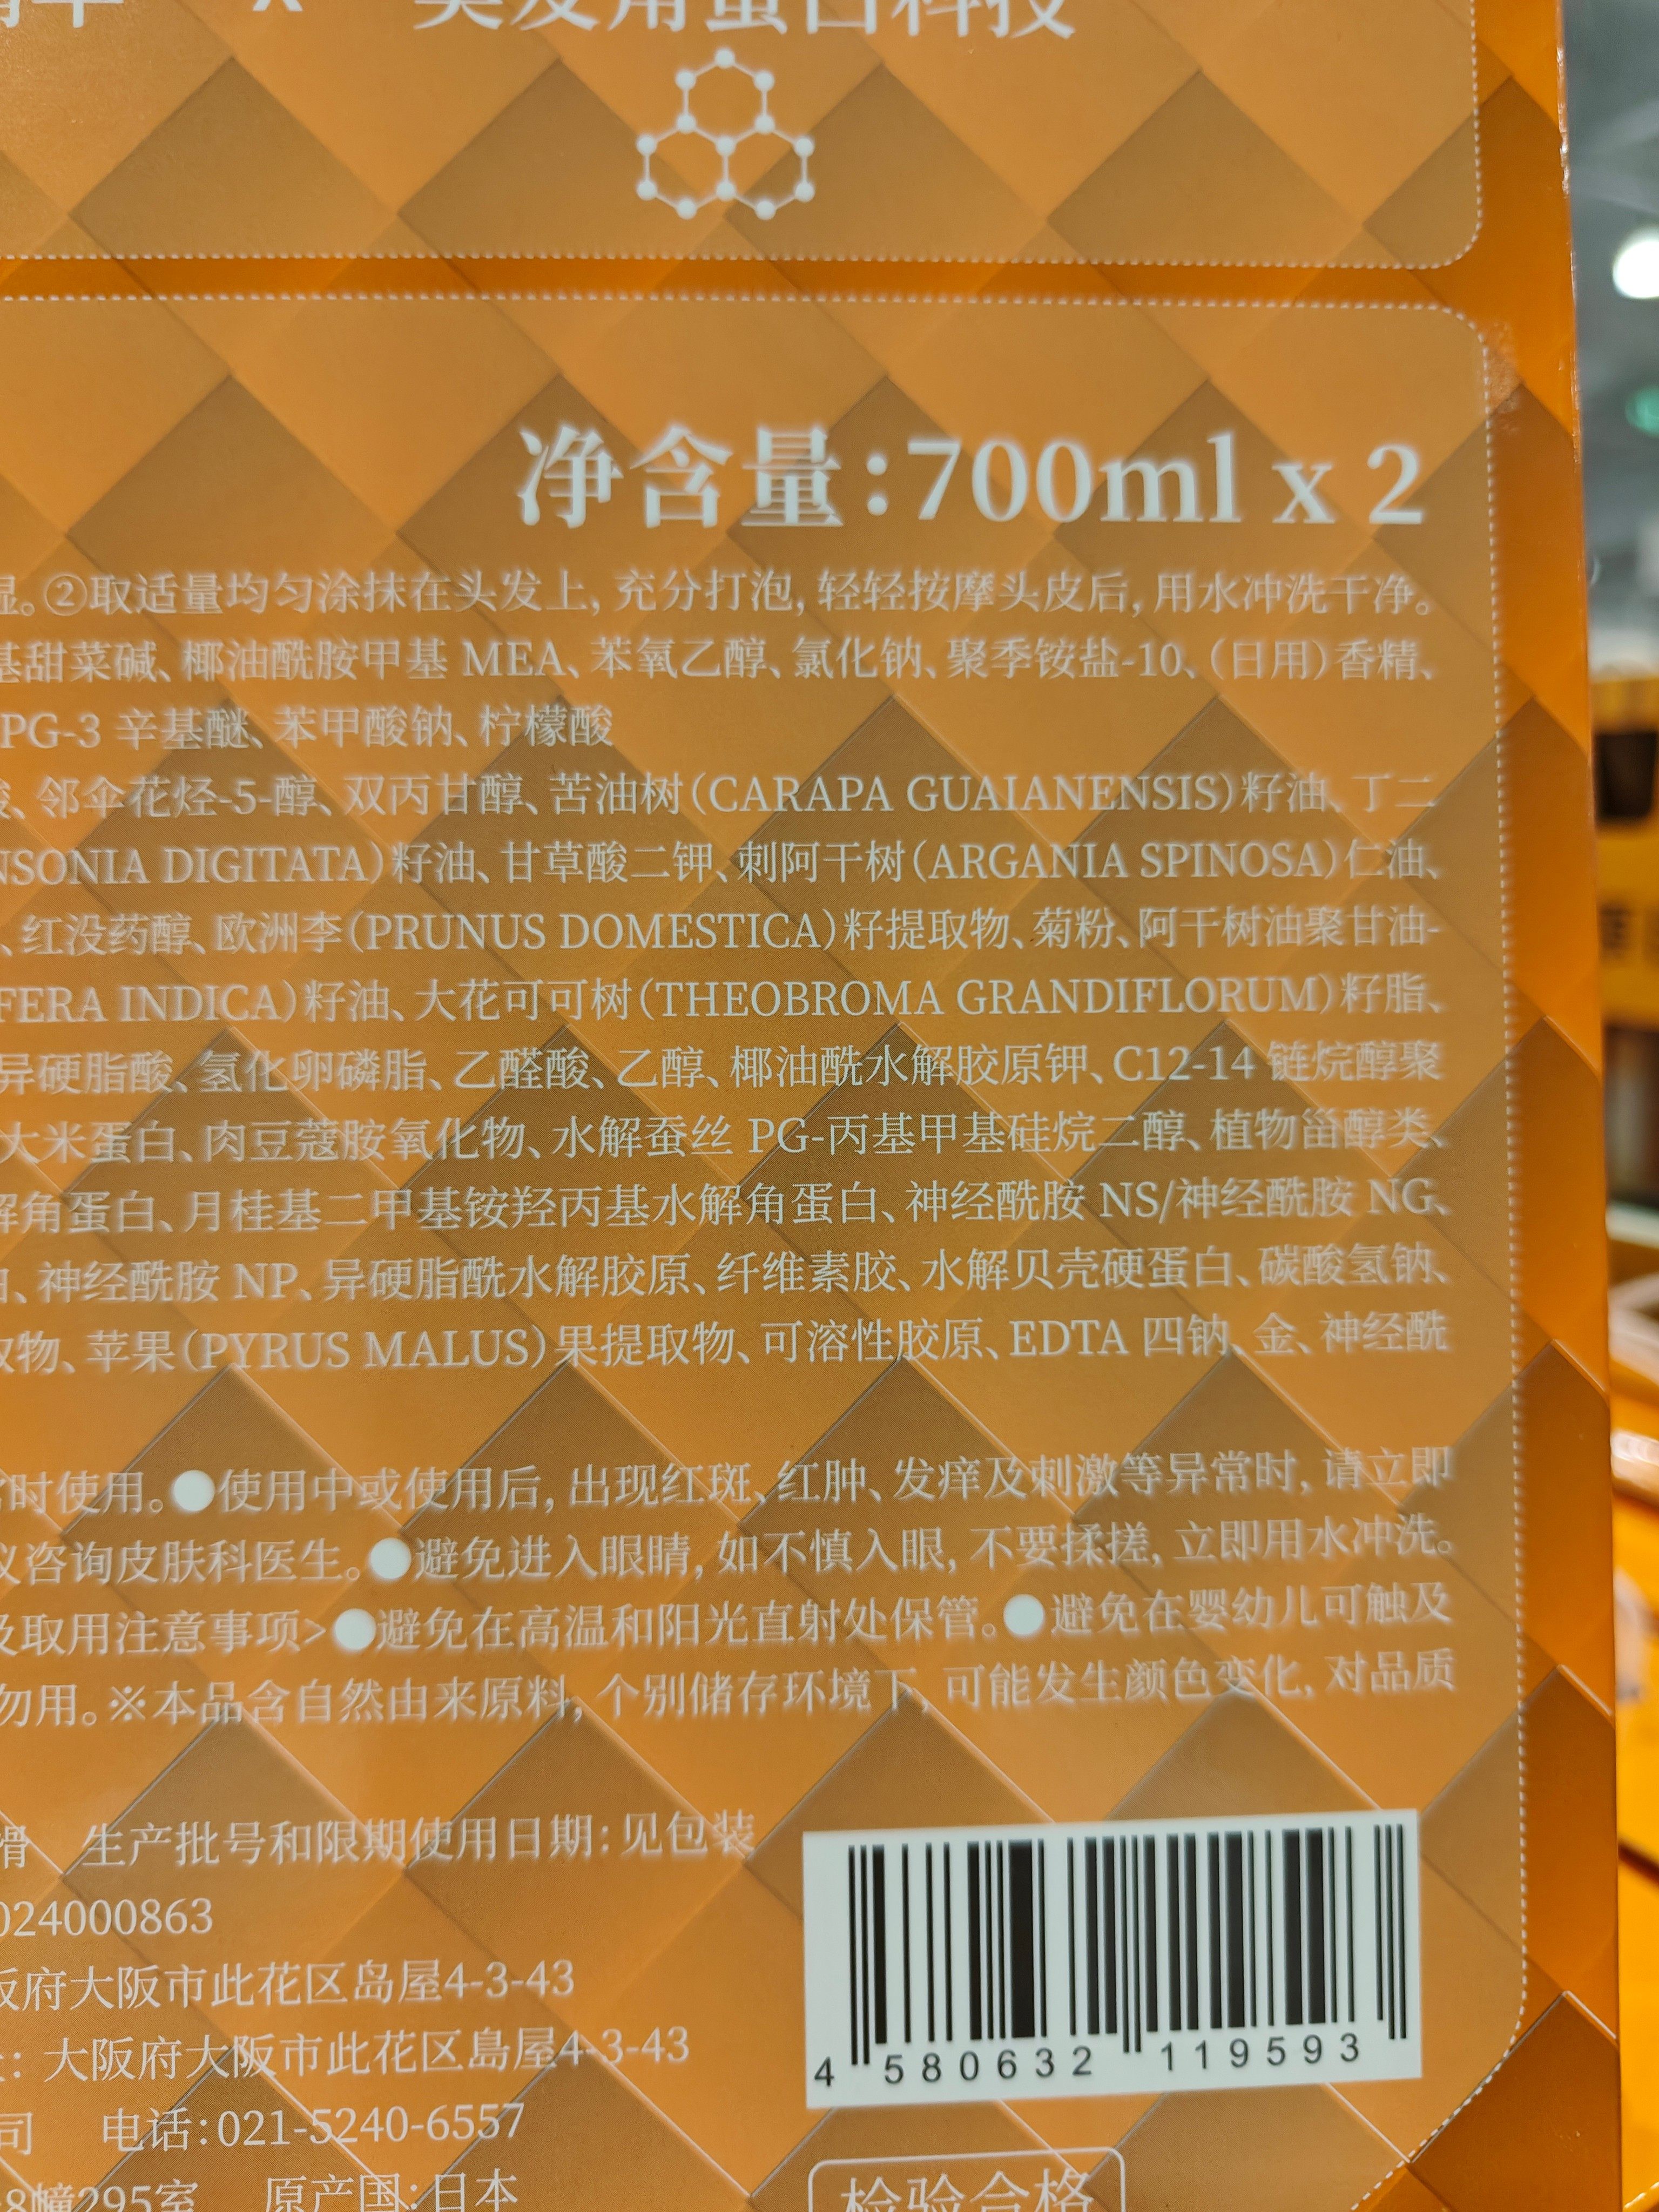 x 美发角蛋白科技
净含量:700ml x 2
湿。②取适量均匀涂抹在头发上, 充分打泡, 轻轻按摩头皮后, 用水冲洗干净。
基甜菜碱、椰油酰胺甲基 MEA、苯氧乙醇、氯化钠、聚季铵盐-10、(日用)香精、
PG-3 辛基醚、苯甲酸钠、柠檬酸
酸、邻伞花烃-5-醇、双丙甘醇、苦油树(CARAPA GUAIANENSIS)籽油、丁二
NSONIA DIGITATA)籽油、甘草酸二钾、刺阿干树(ARGANIA SPINOSA)仁油、
、红没药醇、欧洲李(PRUNUS DOMESTICA)籽提取物、菊粉、阿干树油聚甘油-
FERA INDICA)籽油、大花可可树(THEOBROMA GRANDIFLORUM)籽脂、
异硬脂酸、氢化卵磷脂、乙醛酸、乙醇、椰油酰水解胶原钾、C12-14 链烷醇聚
大米蛋白、肉豆蔻胺氧化物、水解蚕丝 PG-丙基甲基硅烷二醇、植物甾醇类、
解角蛋白、月桂基二甲基铵羟丙基水解角蛋白、神经酰胺 NS/神经酰胺 NG、
、神经酰胺 NP、异硬脂酰水解胶原、纤维素胶、水解贝壳硬蛋白、碳酸氢钠、
取物、苹果(PYRUS MALUS)果提取物、可溶性胶原、EDTA 四钠、金、神经酰
时使用。●使用中或使用后, 出现红斑、红肿、发痒及刺激等异常时, 请立即
议咨询皮肤科医生。●避免进入眼睛, 如不慎入眼, 不要揉搓, 立即用水冲洗。
及取用注意事项>●避免在高温和阳光直射处保管。●避免在婴幼儿可触及
勿用。※本品含自然由来原料, 个别储存环境下, 可能发生颜色变化, 对品质
滑 生产批号和限期使用日期: 见包装
024000863
阪府大阪市此花区岛屋4-3-43
: 大阪府大阪市此花区島屋4-3-43
司 电话:021-5240-6557
8幢295室 原产国:日本
4 580632 119593
检验合格